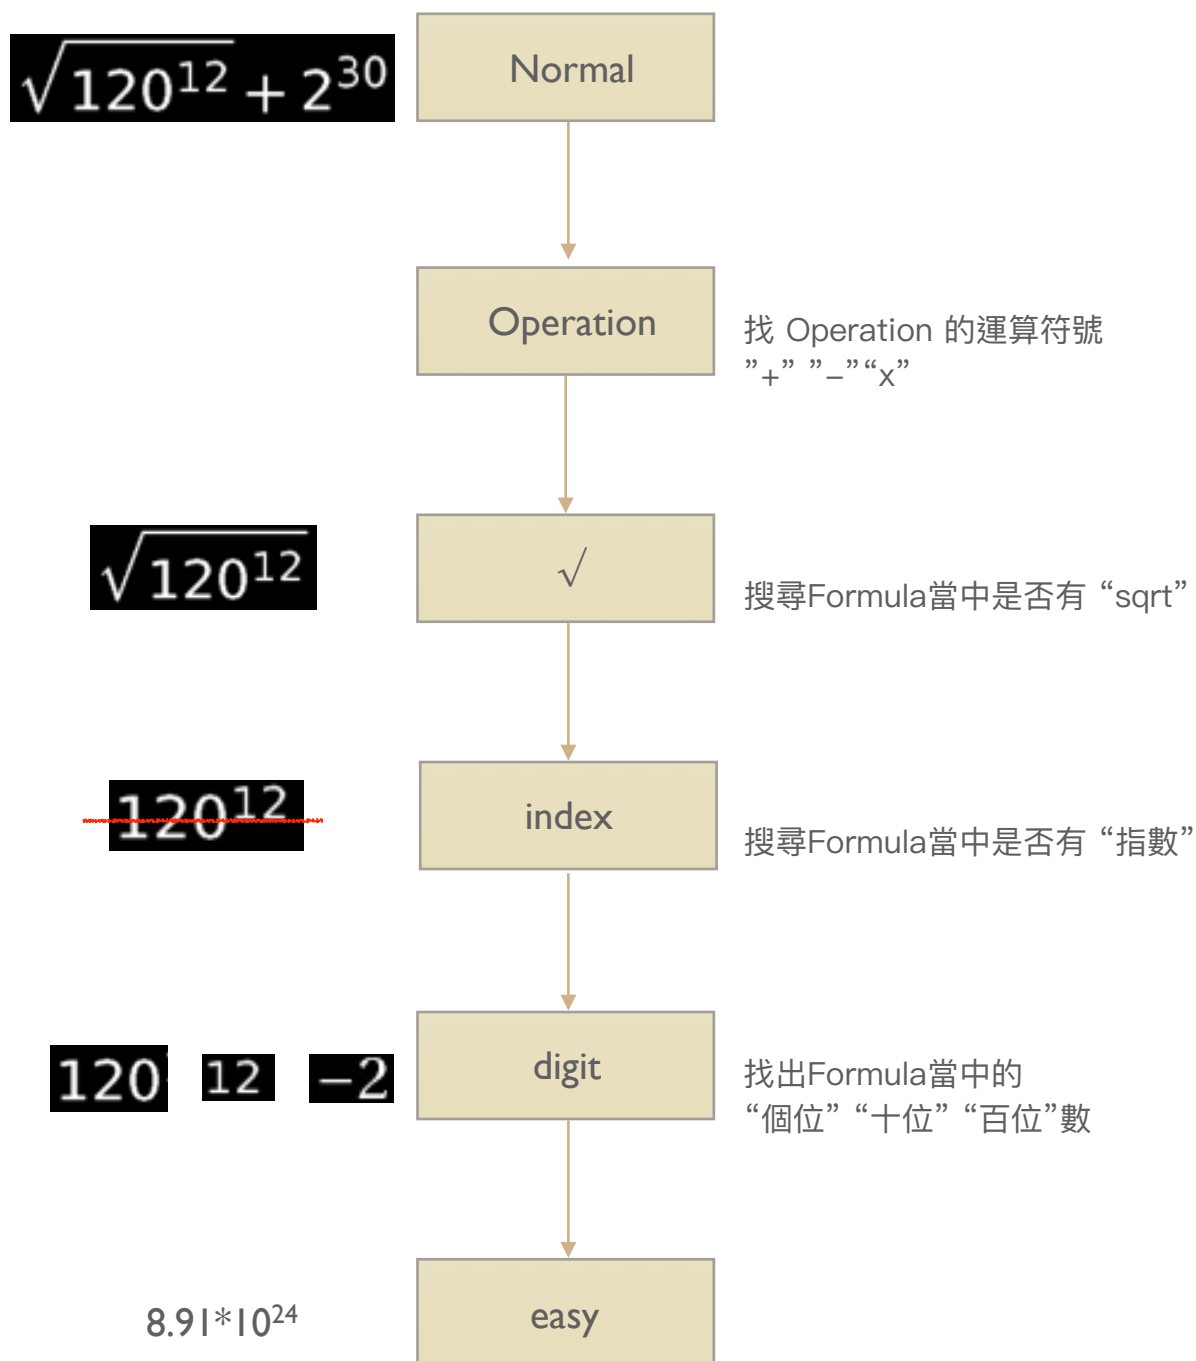 √120¹² + 2³⁰
Normal
Operation
找 Operation 的運算符號
”+” ”–” “x”
√120¹²
√
搜尋Formula當中是否有 “sqrt”
120¹²
index
搜尋Formula當中是否有 “指數”
120 12 −2
digit
找出Formula當中的
“個位” “十位” “百位”數
8.91*10²⁴
easy